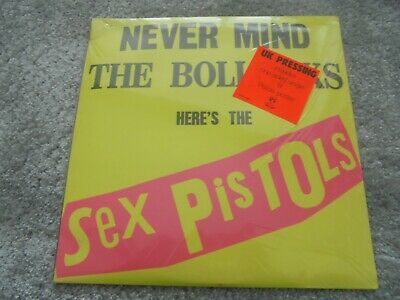 NEVER MIND
THE BOLL KS
UK PRESSING
HERE'S THE
Sex PisTOls